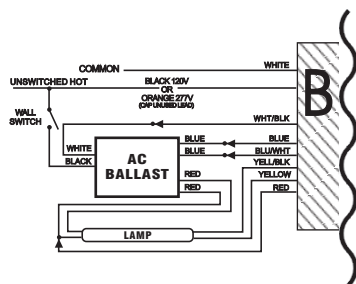 COMMON
WHITE
UNSWITCHED HOT
BLACK 120V
OR
ORANGE 277V
(CAP UNUSED LEAD)
B
WALL
SWITCH
WHT/BLK
WHITE
BLACK
AC
BALLAST
BLUE
BLUE
BLUE
BLU/WHT
YELL/BLK
RED
YELLOW
RED
RED
LAMP